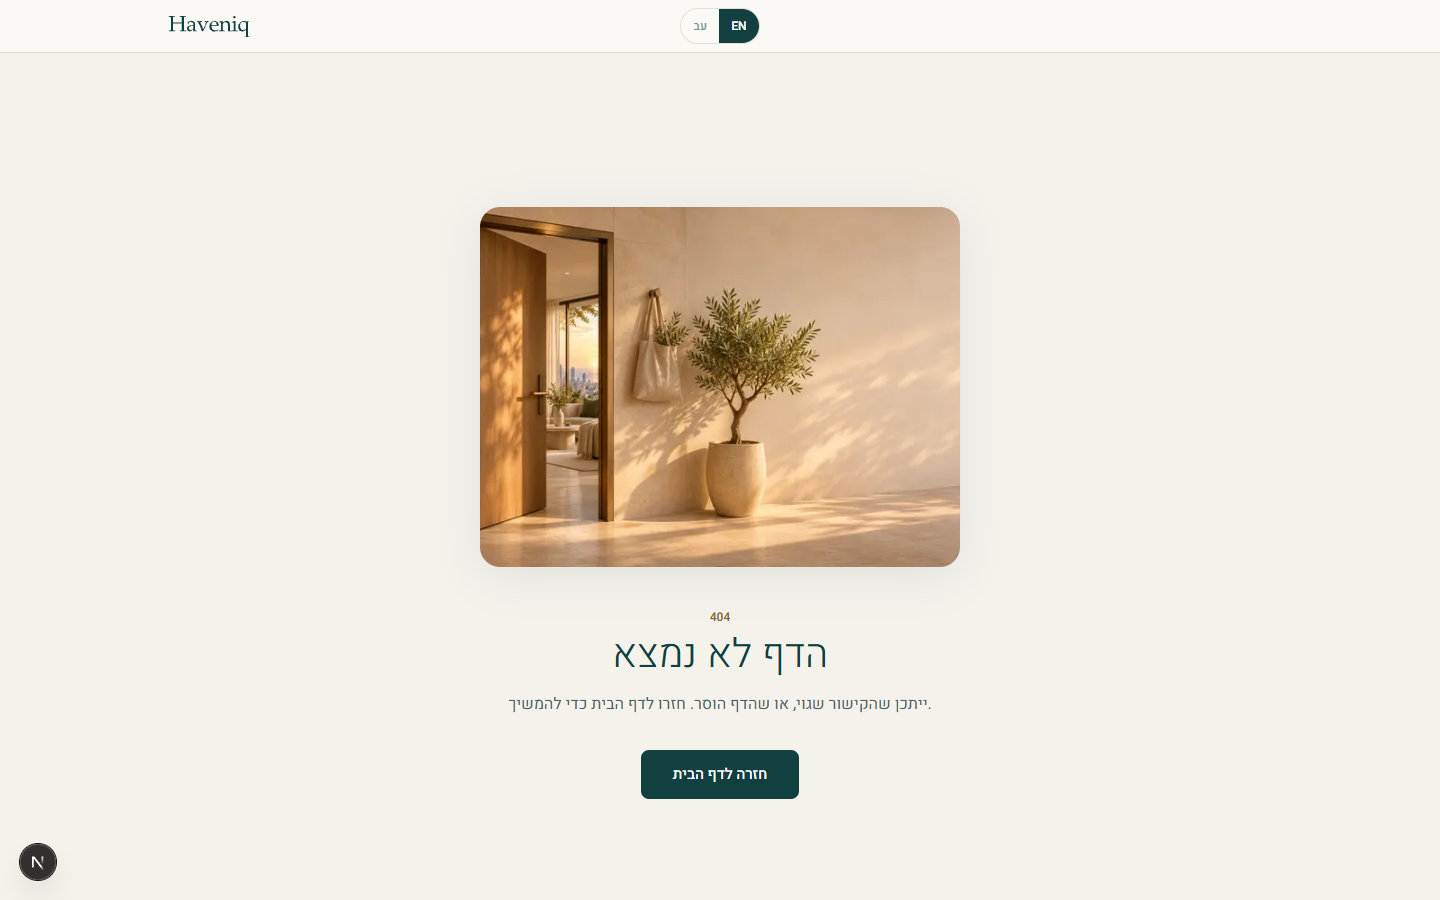 Haveniq
עב
EN
404
הדף לא נמצא
ייתכן שהקישור שגוי, או שהדף הוסר. חזרו לדף הבית כדי להמשיך.
חזרה לדף הבית
N